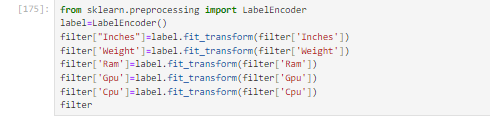 [175]: from sklearn.preprocessing import LabelEncoder
label=LabelEncoder()
filter["Inches"]=label.fit_transform(filter['Inches'])
filter['Weight']=label.fit_transform(filter['Weight'])
filter['Ram']=label.fit_transform(filter['Ram'])
filter['Gpu']=label.fit_transform(filter['Gpu'])
filter['Cpu']=label.fit_transform(filter['Cpu'])
filter